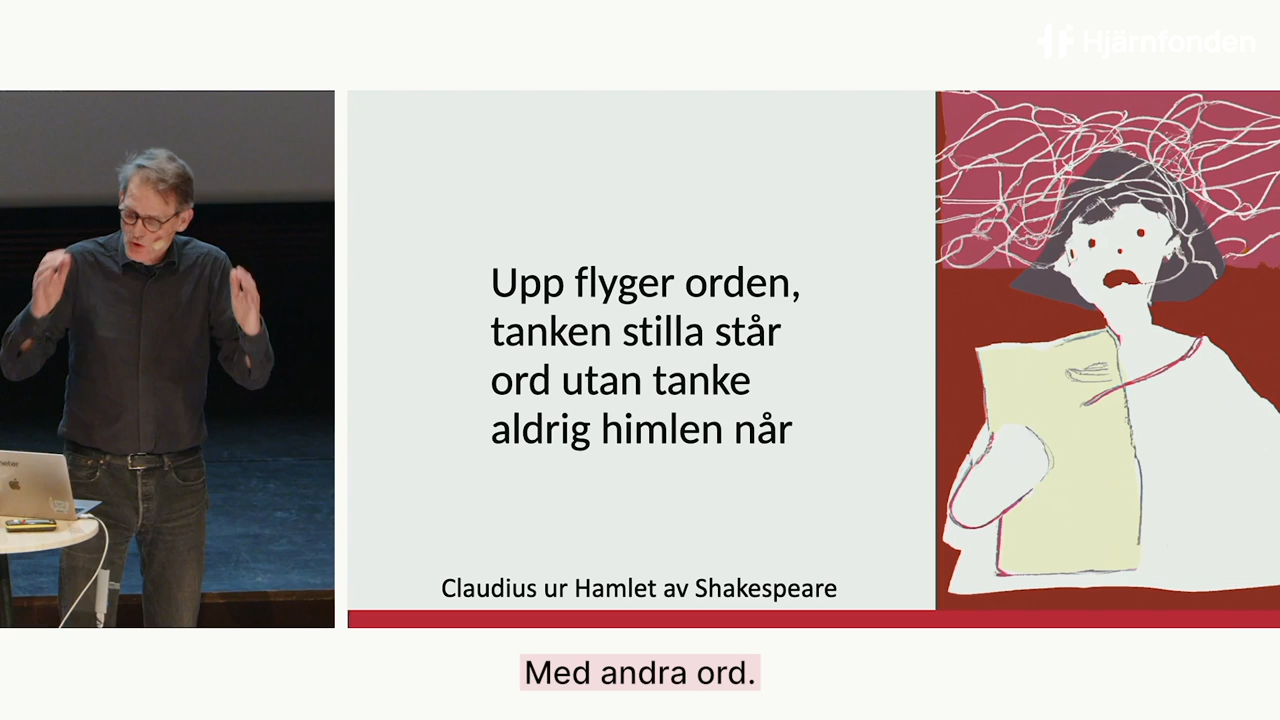 Hjärnfonden
Upp flyger orden,
tanken stilla står
ord utan tanke
aldrig himlen når
Claudius ur Hamlet av Shakespeare
Med andra ord.